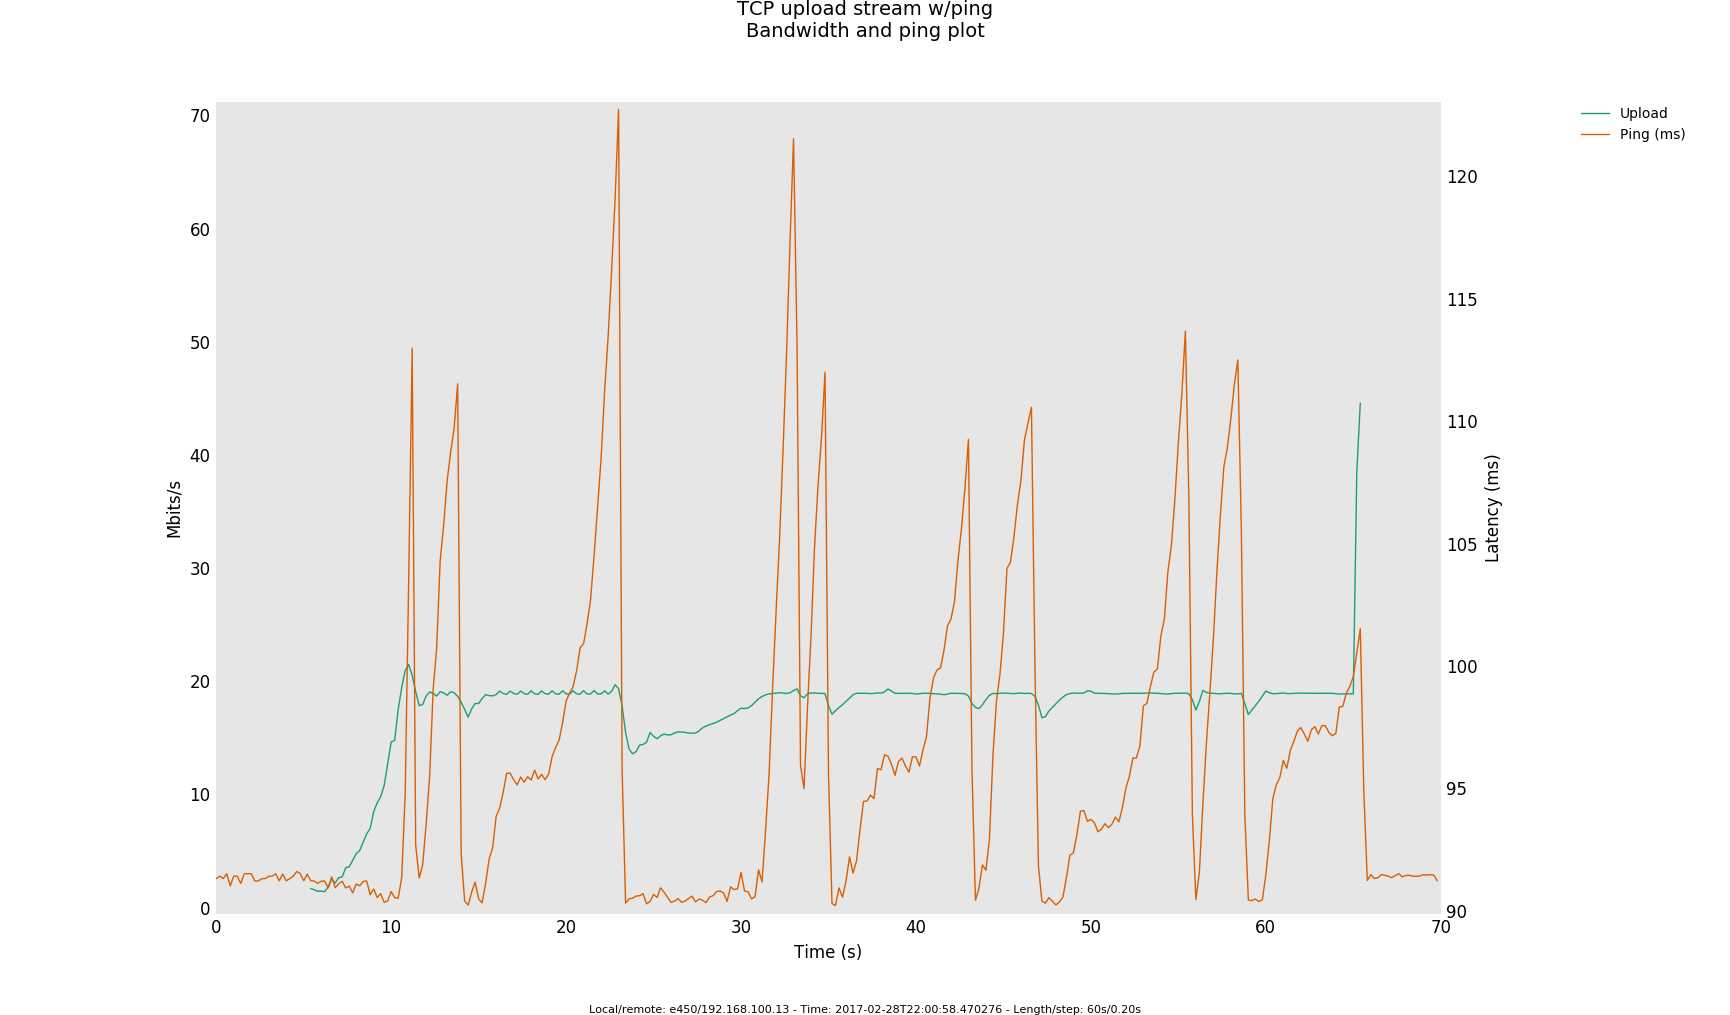 TCP upload stream w/ping
Bandwidth and ping plot
70
60
50
40
30
20
10
0
Mbits/s
0 10 20 30 40 50 60 70
Time (s)
120
115
110
105
100
95
90
Latency (ms)
Upload
Ping (ms)
Local/remote: e450/192.168.100.13 - Time: 2017-02-28T22:00:58.470276 - Length/step: 60s/0.20s